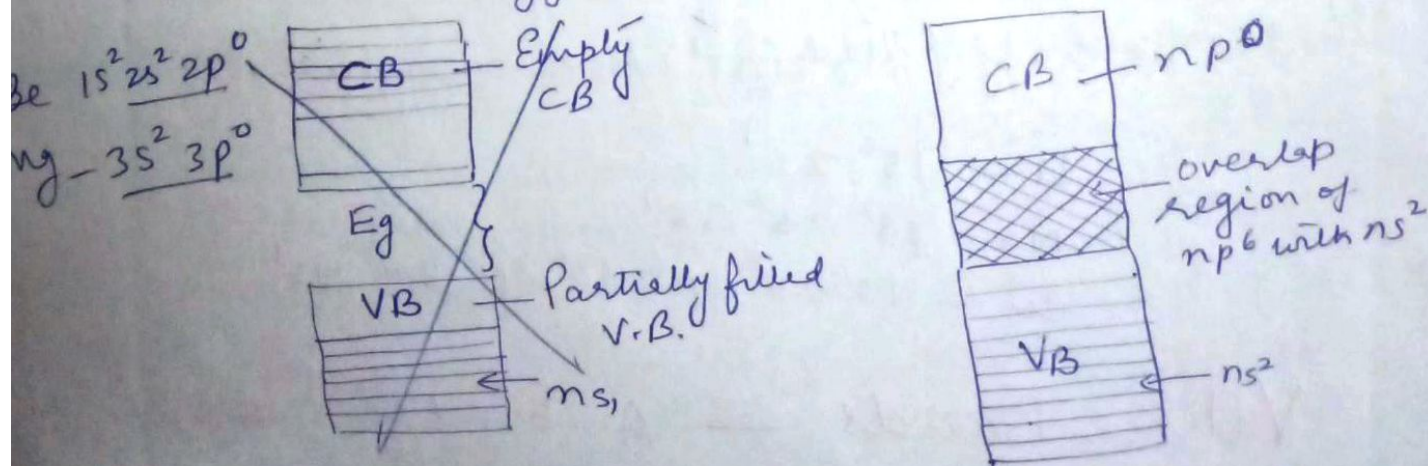 Be 1s² 2s² 2p⁰
mg – 3s² 3p⁰
CB
Empty
CB
Eg
VB
Partially filled
V.B.
ns₁
CB
np⁰
overlap
region of
np⁶ with ns²
VB
ns²